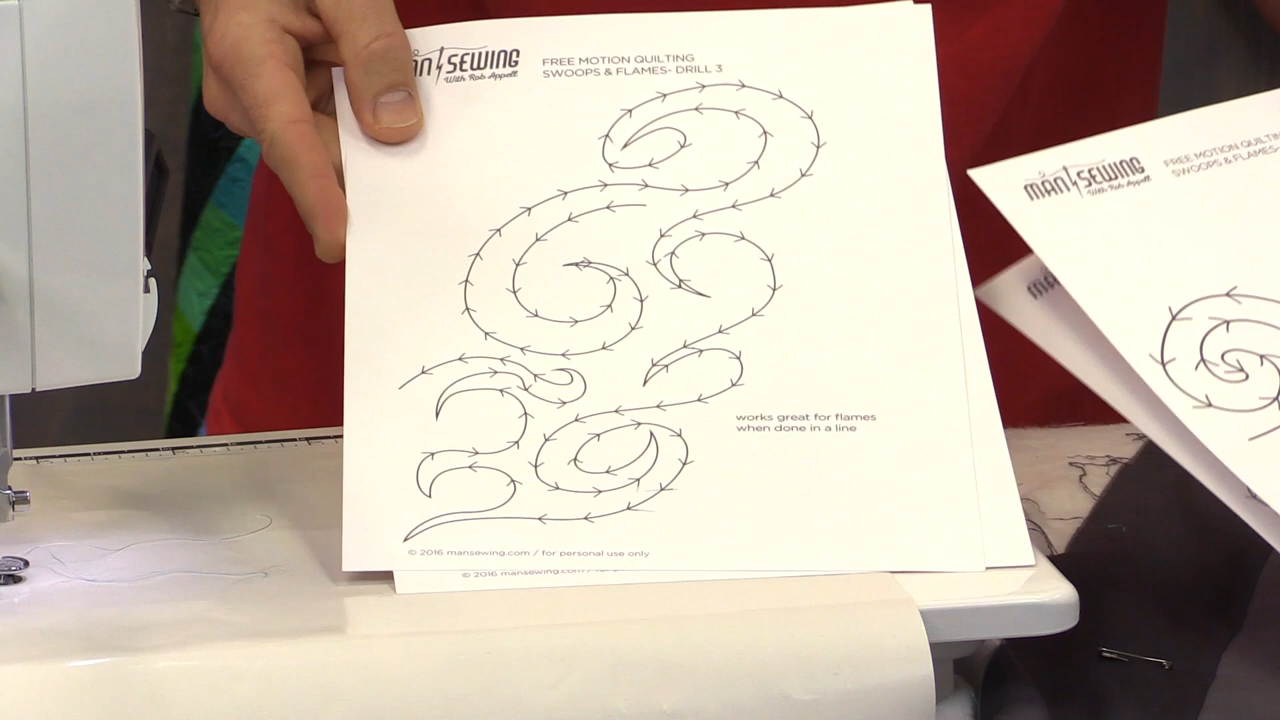 MAN SEWING
With Rob Appell
FREE MOTION QUILTING
SWOOPS & FLAMES- DRILL 3
works great for flames
when done in a line
© 2016 mansewing.com / for personal use only
© 2016 mansewing.com /
MAN SEWING
With Rob Appell
FREE MOTION
SWOOPS & FLAMES-